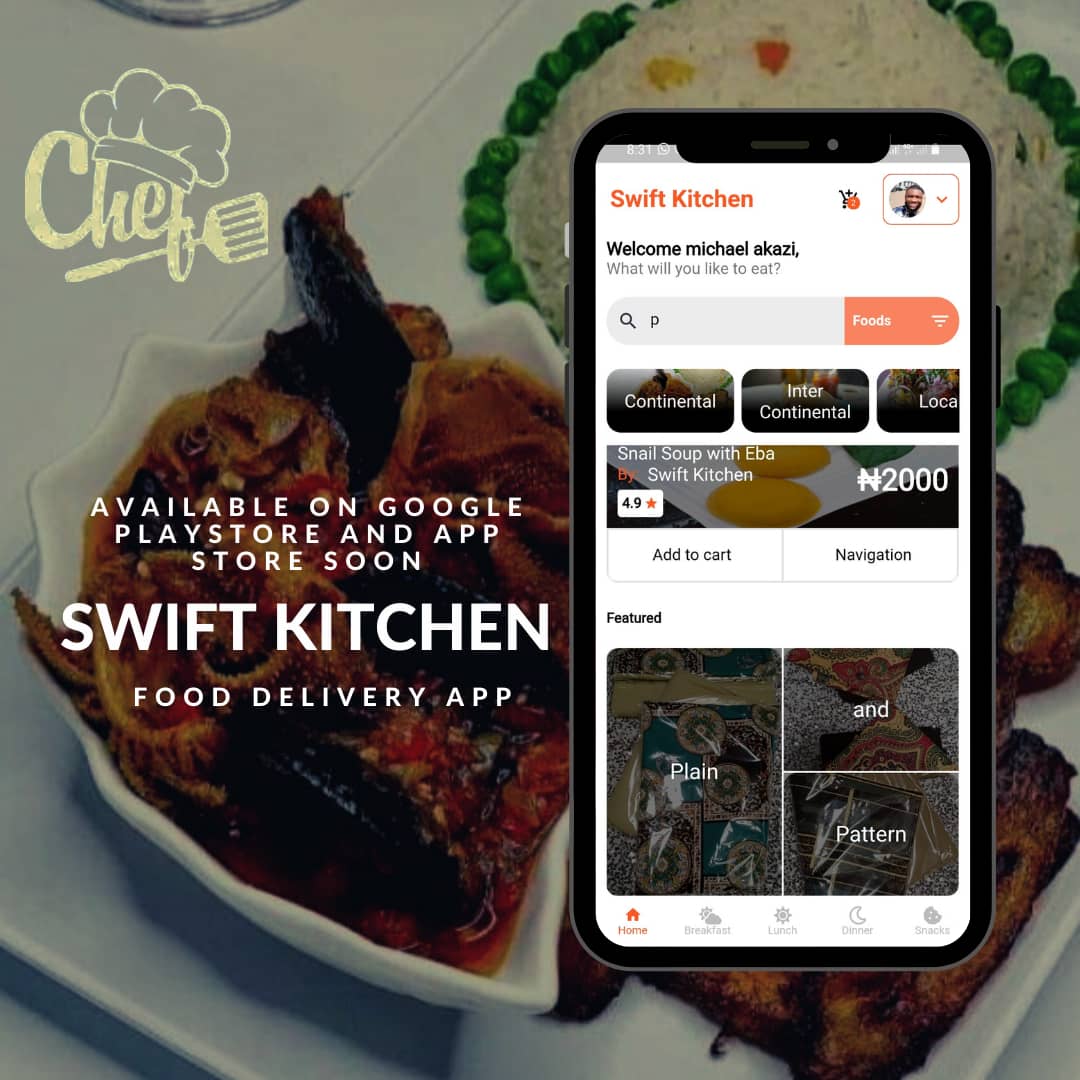 Chef
AVAILABLE ON GOOGLE
PLAYSTORE AND APP
STORE SOON
SWIFT KITCHEN
FOOD DELIVERY APP
8:31
Swift Kitchen
2
Welcome michael akazi,
What will you like to eat?
p
Foods
Continental
Inter
Continental
Loca
Snail Soup with Eba
By: Swift Kitchen
₦2000
4.9
Add to cart
Navigation
Featured
Plain
and
Pattern
Home
Breakfast
Lunch
Dinner
Snacks